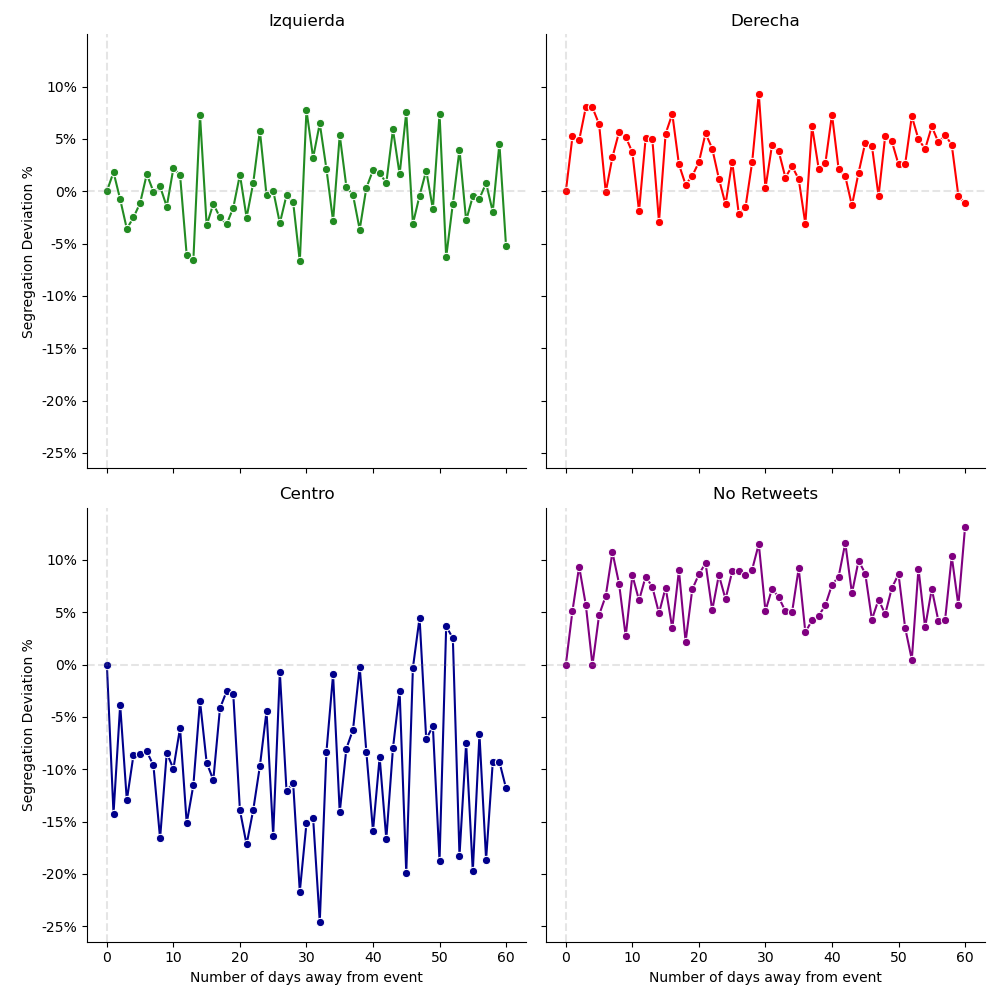 Izquierda
Derecha
10%
5%
0%
-5%
-10%
-15%
-20%
-25%
Segregation Deviation %
Centro
No Retweets
10%
5%
0%
-5%
-10%
-15%
-20%
-25%
Segregation Deviation %
0 10 20 30 40 50 60
0 10 20 30 40 50 60
Number of days away from event
Number of days away from event